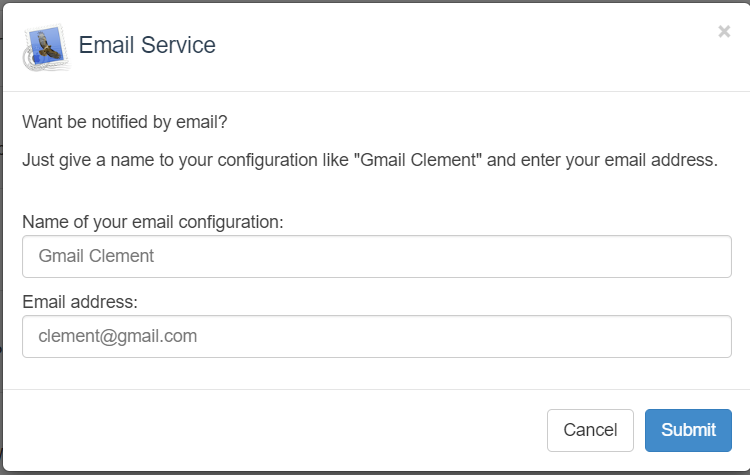 Email Service
×
Want be notified by email?
Just give a name to your configuration like "Gmail Clement" and enter your email address.
Name of your email configuration:
Gmail Clement
Email address:
clement@gmail.com
Cancel
Submit